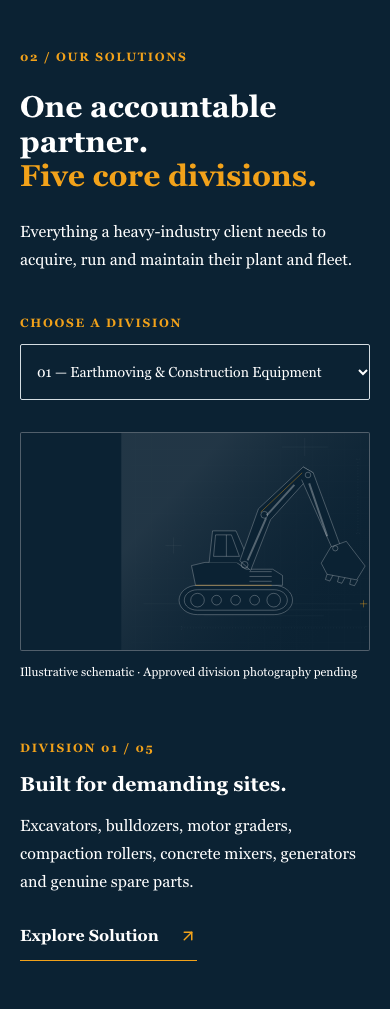 02 / OUR SOLUTIONS
One accountable
partner.
Five core divisions.
Everything a heavy-industry client needs to
acquire, run and maintain their plant and fleet.
CHOOSE A DIVISION
01 — Earthmoving & Construction Equipment
Illustrative schematic · Approved division photography pending
DIVISION 01 / 05
Built for demanding sites.
Excavators, bulldozers, motor graders,
compaction rollers, concrete mixers, generators
and genuine spare parts.
Explore Solution